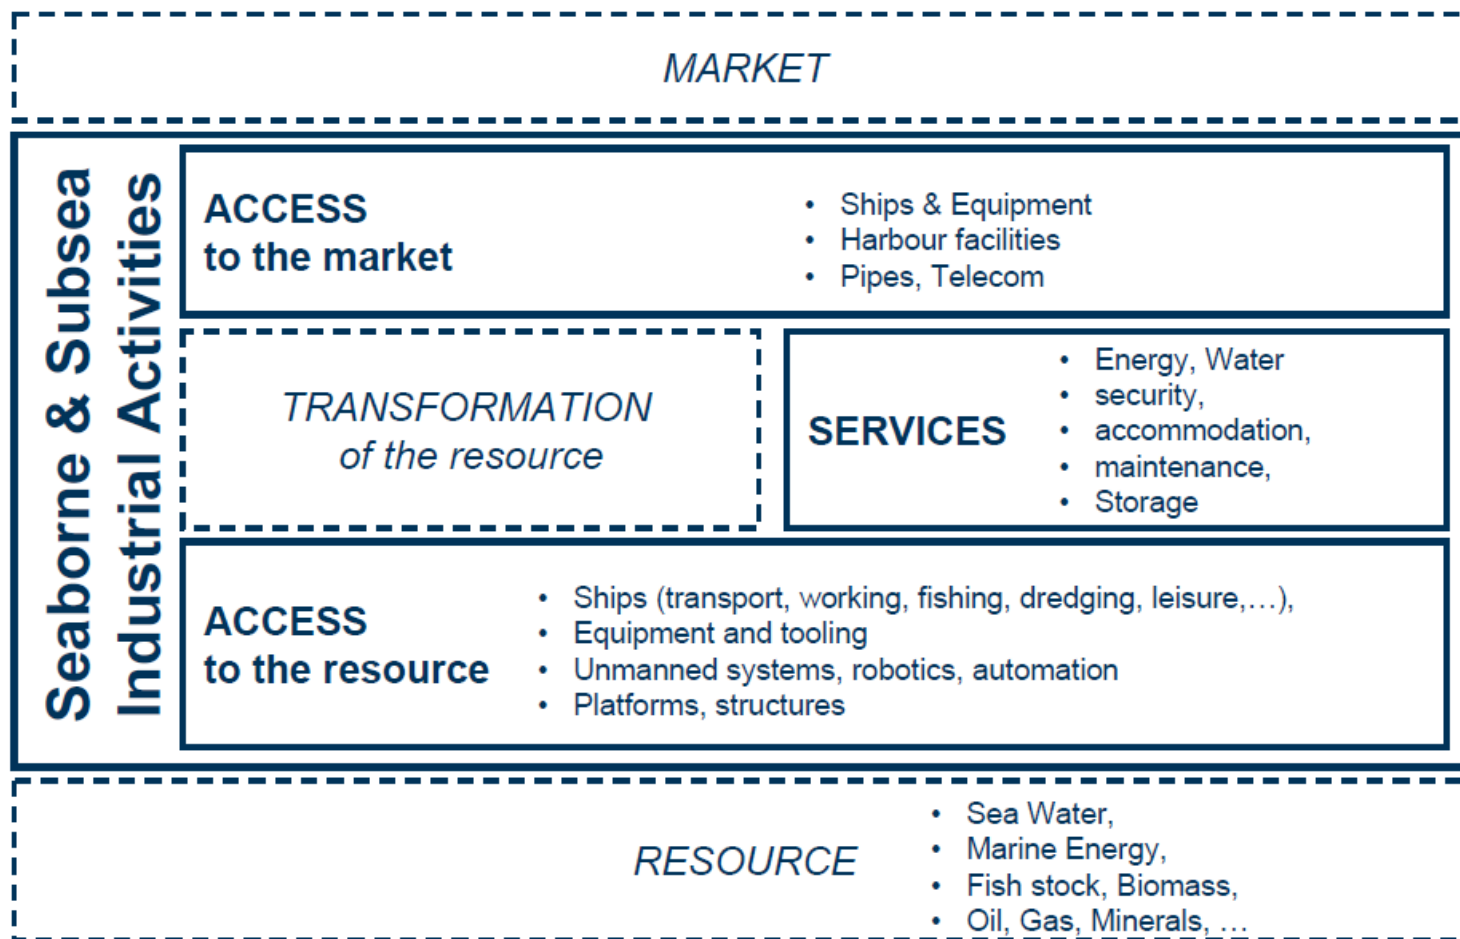 MARKET
Seaborne & Subsea
Industrial Activities
ACCESS
to the market
• Ships & Equipment
• Harbour facilities
• Pipes, Telecom
TRANSFORMATION
of the resource
SERVICES
• Energy, Water
• security,
• accommodation,
• maintenance,
• Storage
ACCESS
to the resource
• Ships (transport, working, fishing, dredging, leisure,...),
• Equipment and tooling
• Unmanned systems, robotics, automation
• Platforms, structures
RESOURCE
• Sea Water,
• Marine Energy,
• Fish stock, Biomass,
• Oil, Gas, Minerals, ...